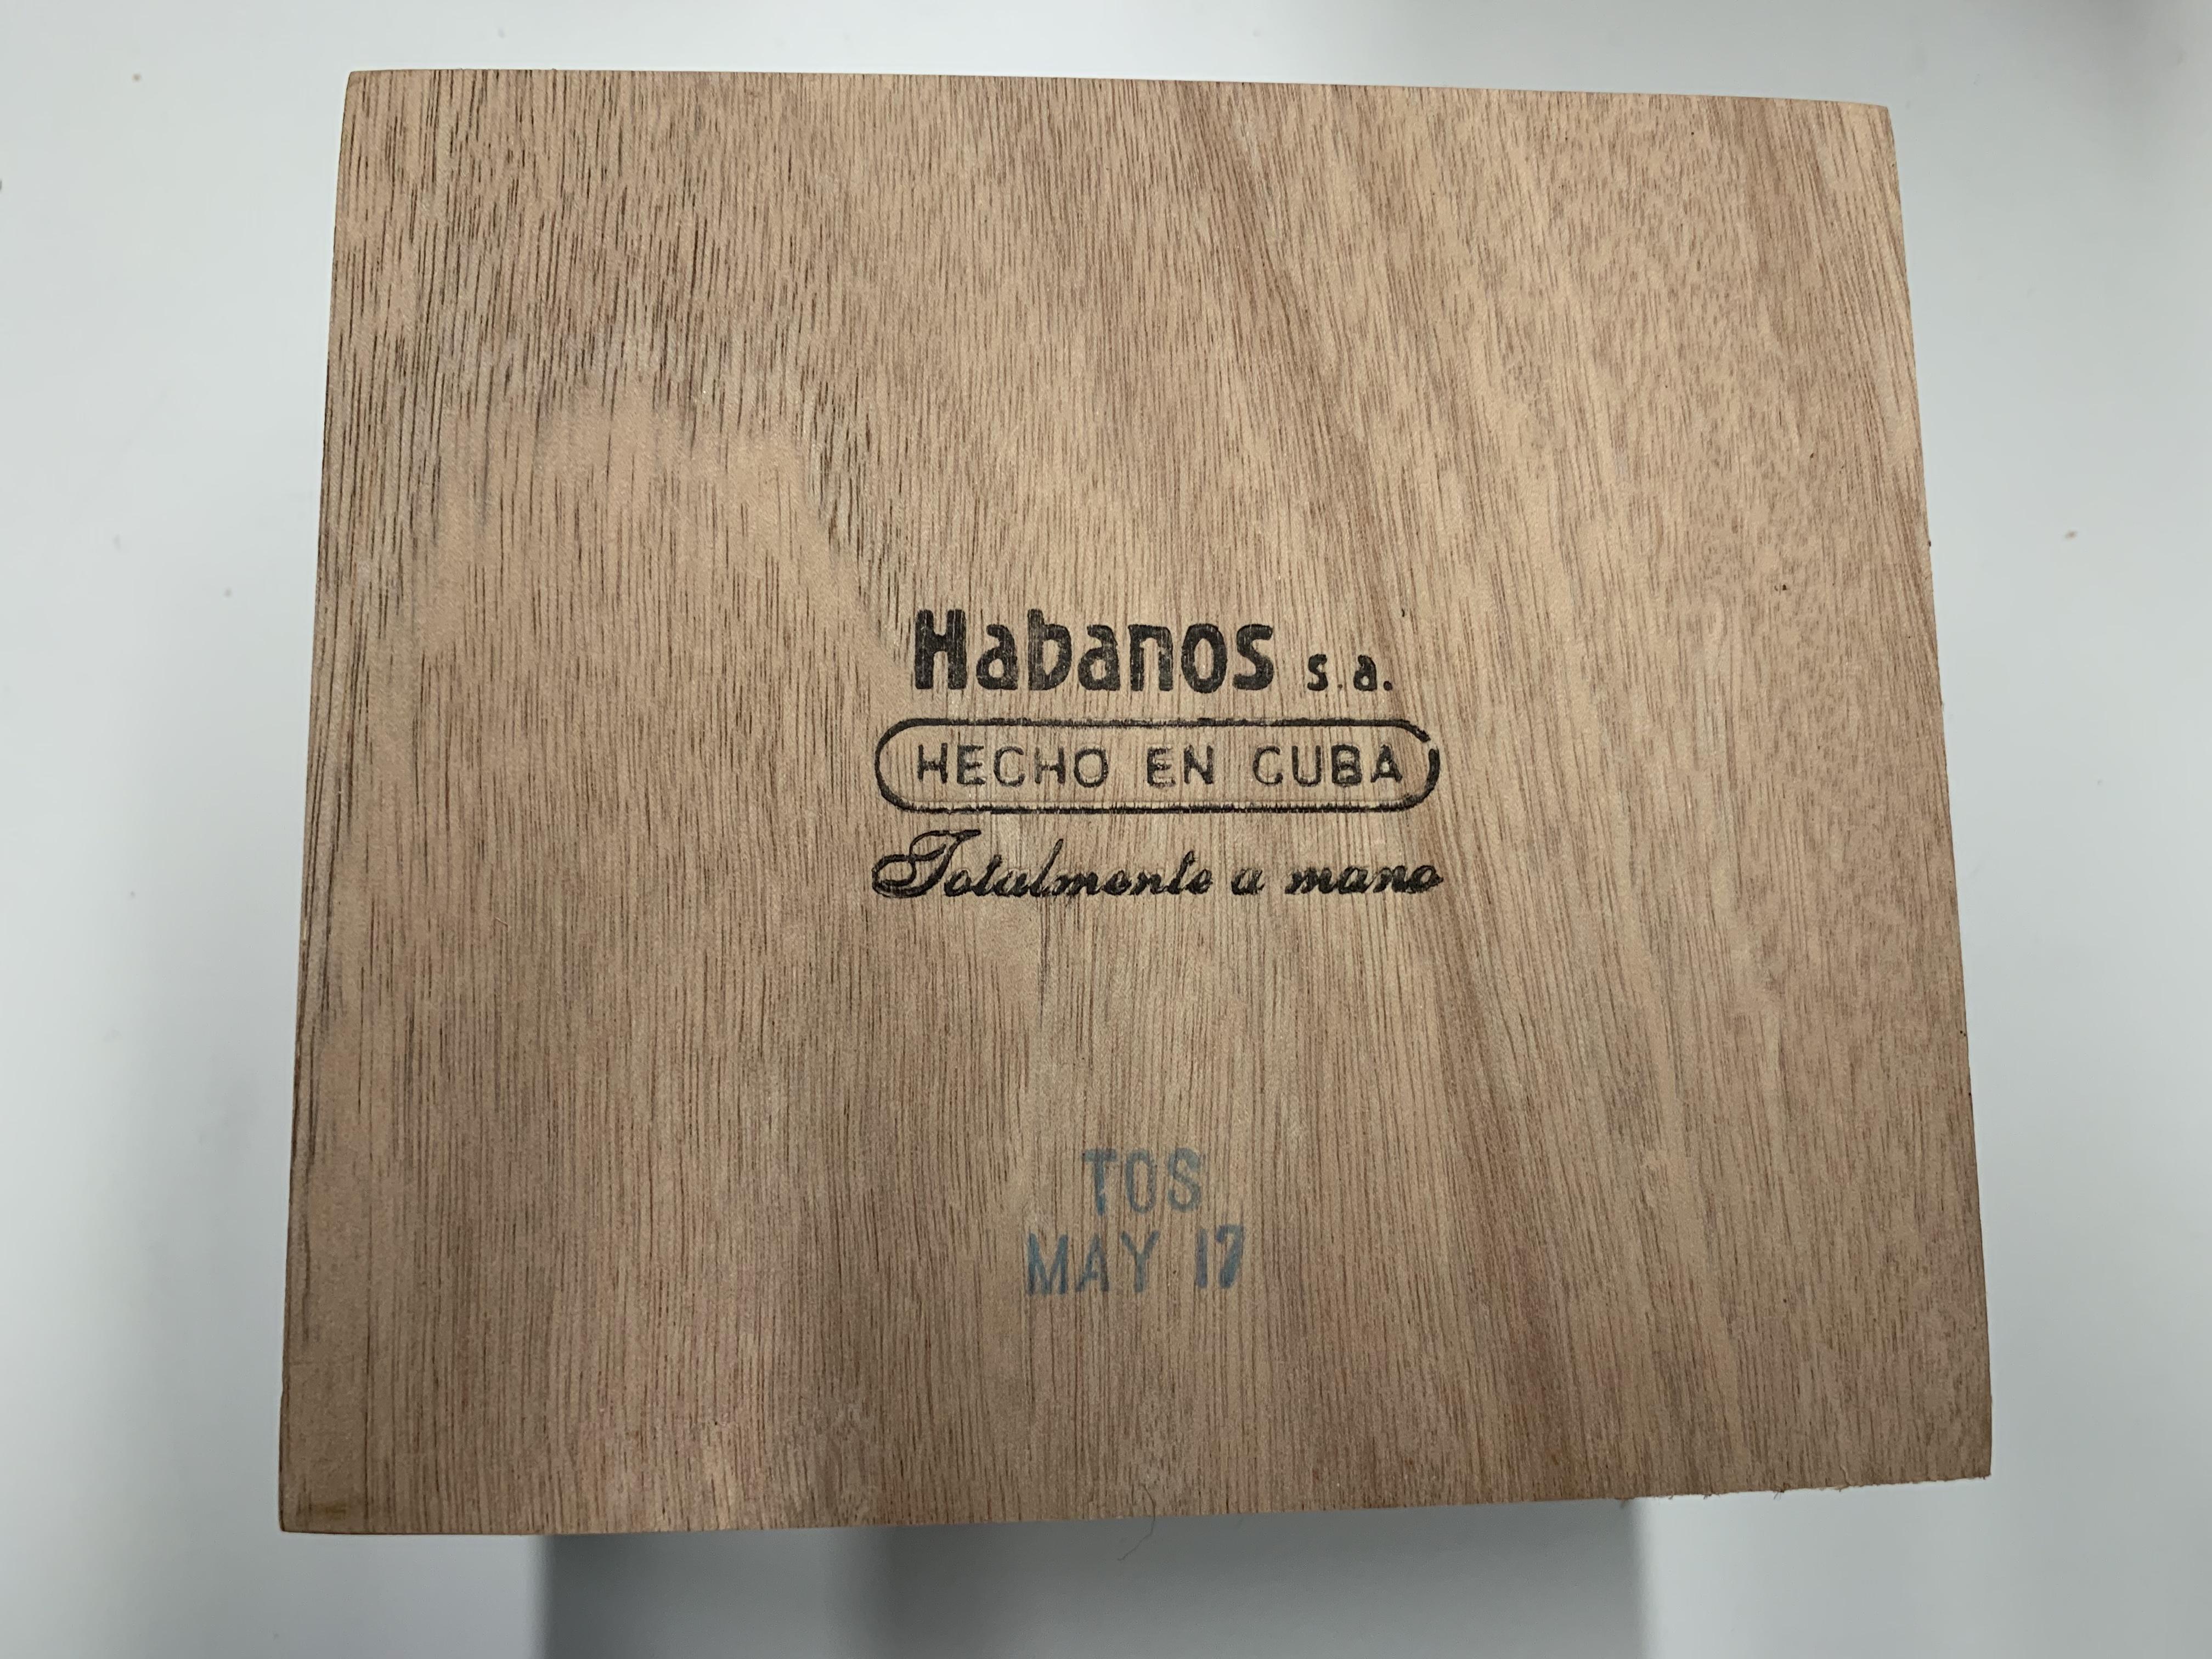 Habanos s.a.
HECHO EN CUBA
Totalmente a mano
TOS
MAY 17